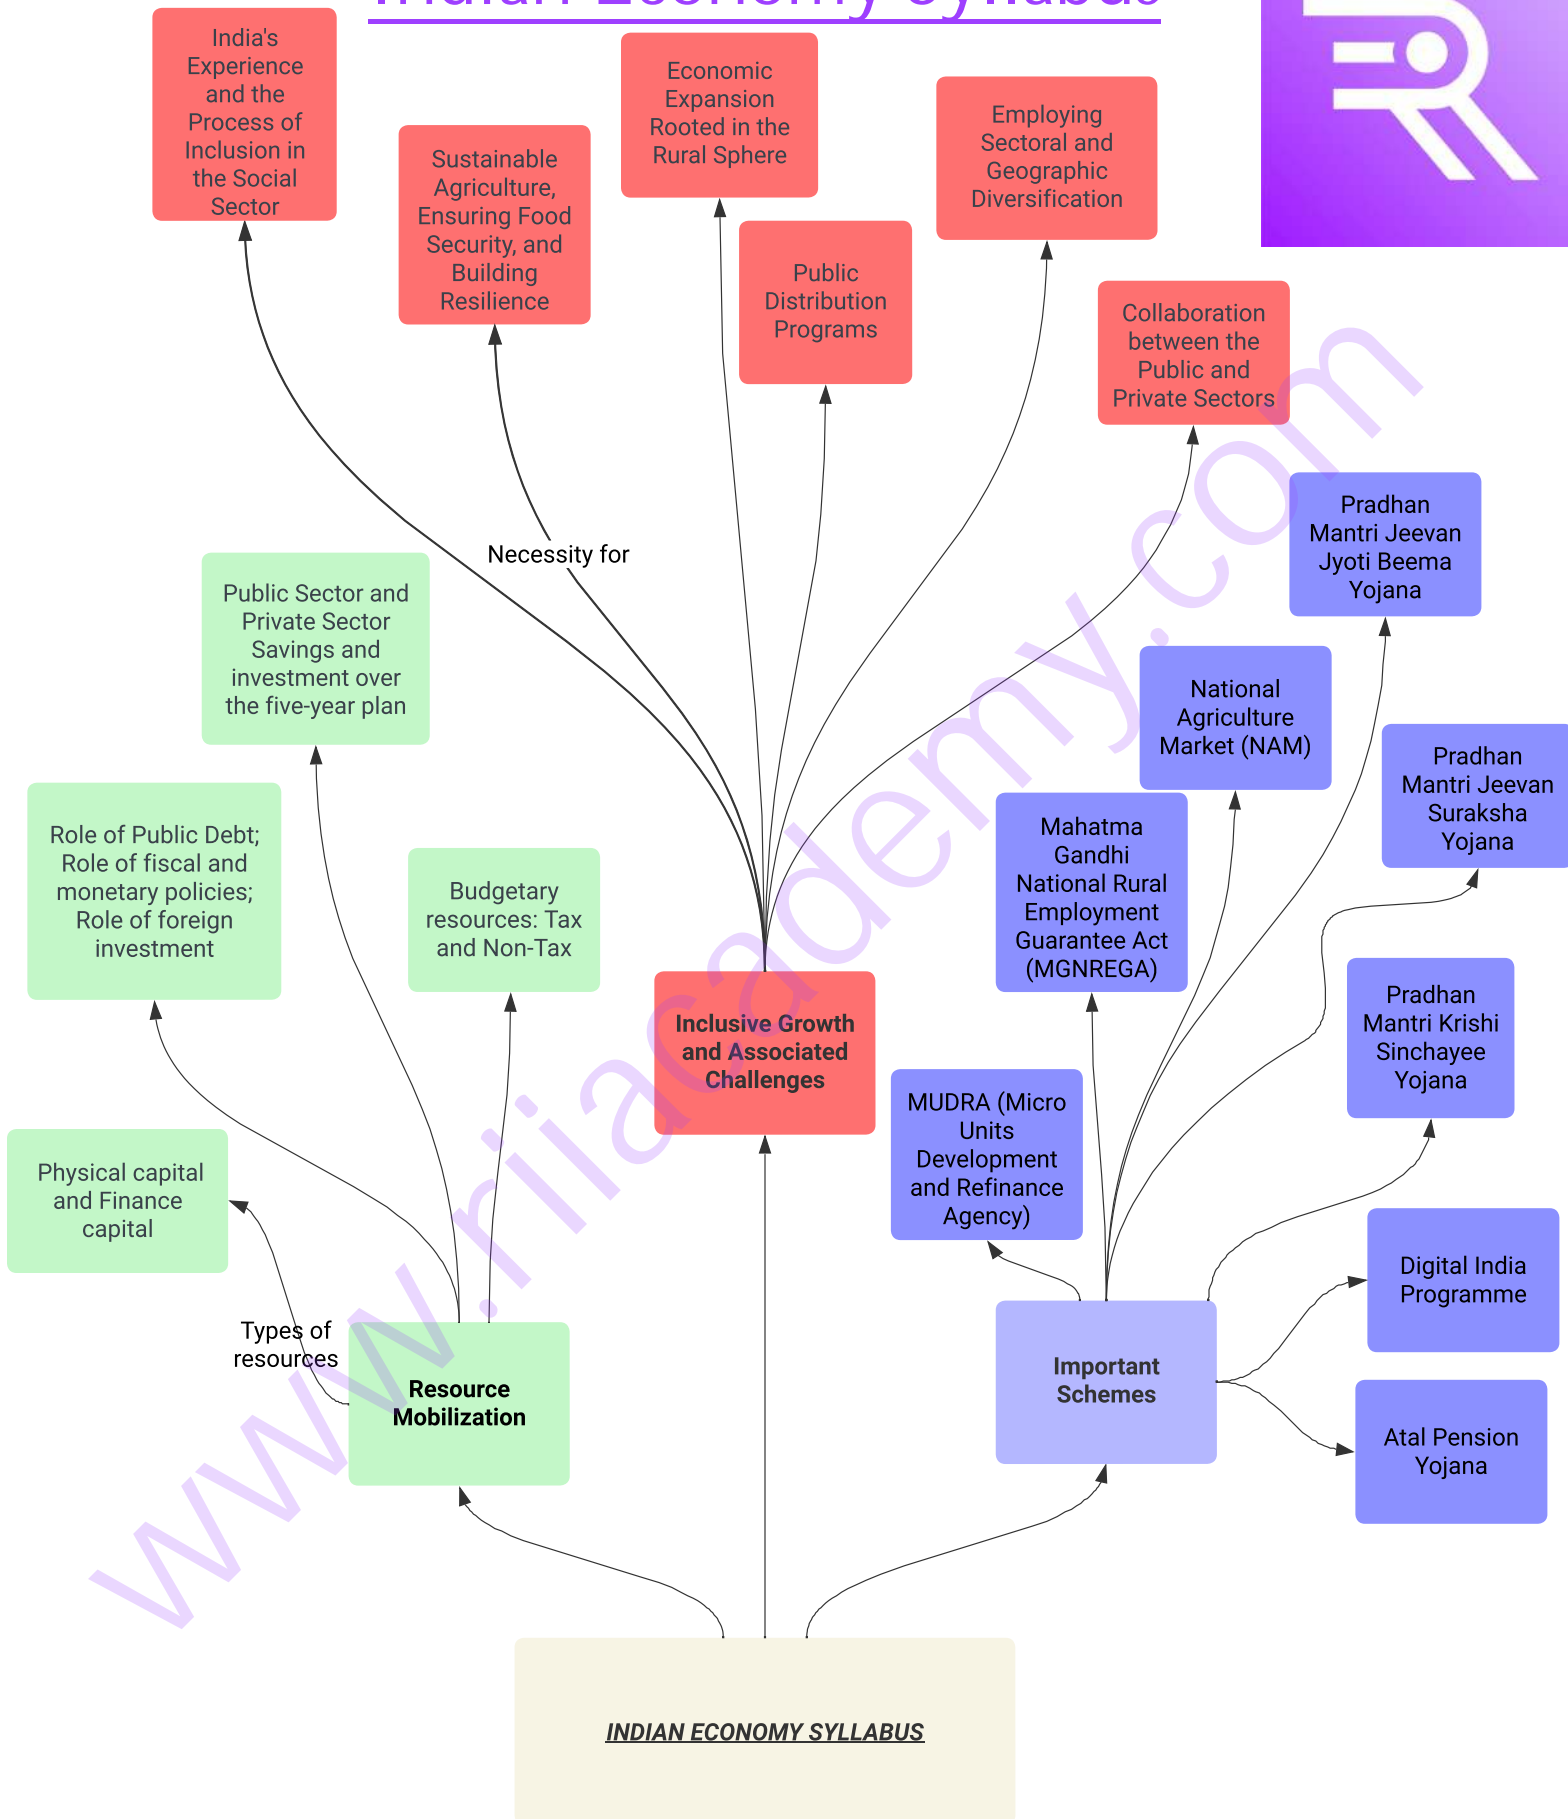 Indian Economy Syllabus
India's
Experience
and the
Process of
Inclusion in
the Social
Sector
Sustainable
Agriculture,
Ensuring Food
Security, and
Building
Resilience
Economic
Expansion
Rooted in the
Rural Sphere
Public
Distribution
Programs
Employing
Sectoral and
Geographic
Diversification
Collaboration
between the
Public and
Private Sectors
Necessity for
Public Sector and
Private Sector
Savings and
investment over
the five-year plan
Role of Public Debt;
Role of fiscal and
monetary policies;
Role of foreign
investment
Budgetary
resources: Tax
and Non-Tax
Physical capital
and Finance
capital
Types of
resources
Resource
Mobilization
Inclusive Growth
and Associated
Challenges
Pradhan
Mantri Jeevan
Jyoti Beema
Yojana
National
Agriculture
Market (NAM)
Pradhan
Mantri Jeevan
Suraksha
Yojana
Mahatma
Gandhi
National Rural
Employment
Guarantee Act
(MGNREGA)
Pradhan
Mantri Krishi
Sinchayee
Yojana
MUDRA (Micro
Units
Development
and Refinance
Agency)
Digital India
Programme
Important
Schemes
Atal Pension
Yojana
INDIAN ECONOMY SYLLABUS
www.riiacademy.com